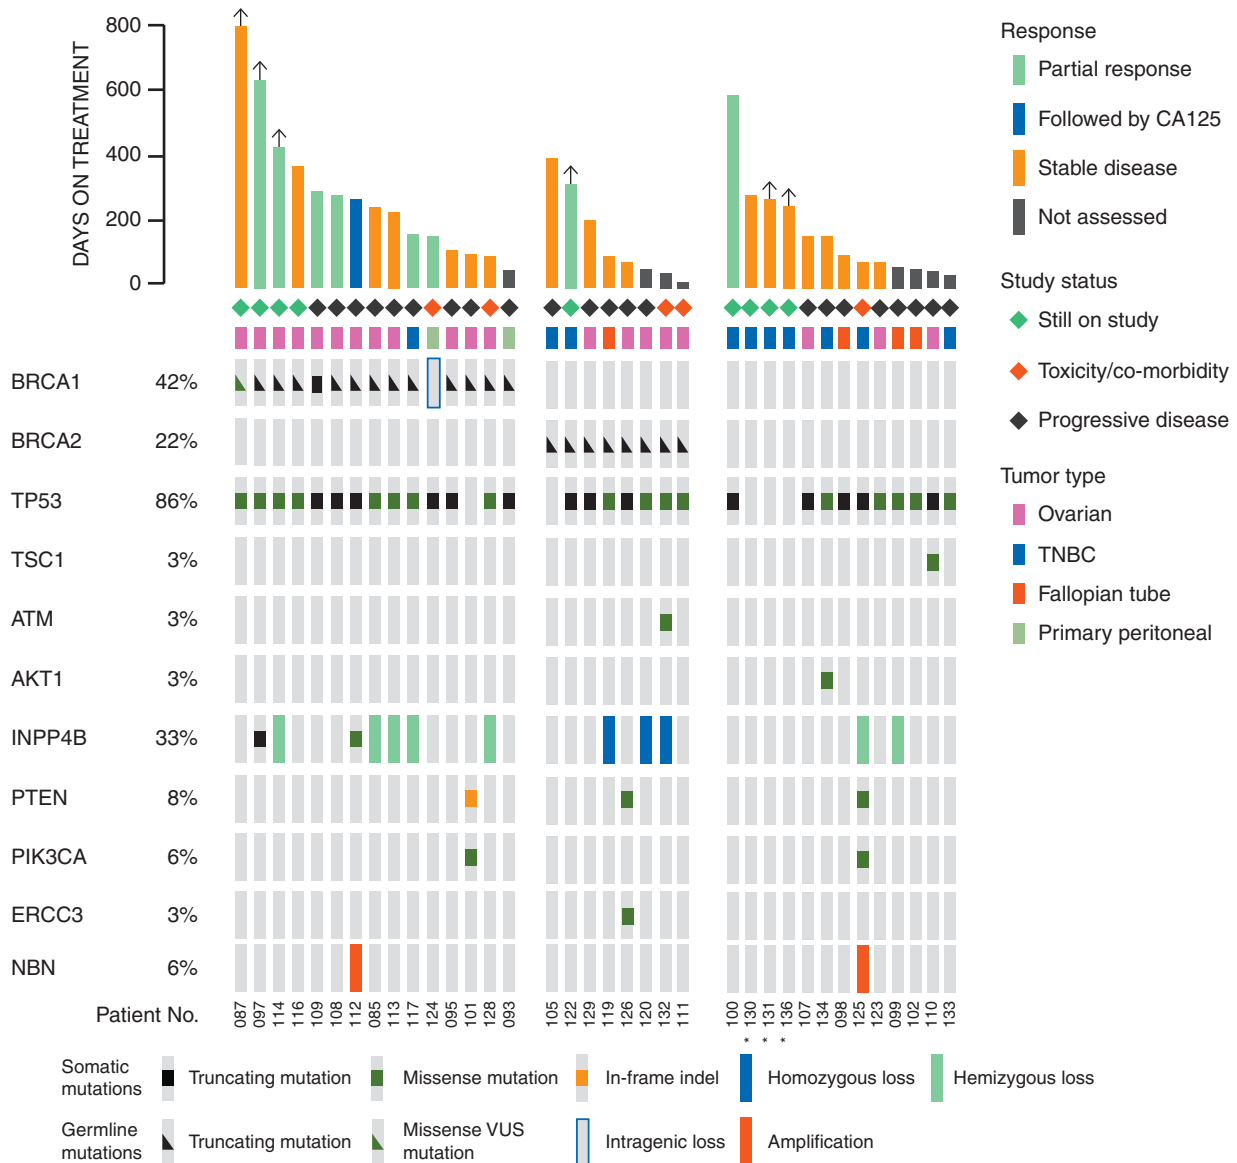 DAYS ON TREATMENT
800
600
400
200
0
Response
Partial response
Followed by CA125
Stable disease
Not assessed
Study status
Still on study
Toxicity/co-morbidity
Progressive disease
Tumor type
Ovarian
TNBC
Fallopian tube
Primary peritoneal
BRCA1 42%
BRCA2 22%
TP53 86%
TSC1 3%
ATM 3%
AKT1 3%
INPP4B 33%
PTEN 8%
PIK3CA 6%
ERCC3 3%
NBN 6%
Patient No. 087 097 114 116 109 108 112 085 113 117 124 095 101 128 093 105 122 129 119 126 120 132 111 100 130 131 136 107 134 098 125 123 099 102 110 133
* * *
Somatic mutations
Truncating mutation
Missense mutation
In-frame indel
Homozygous loss
Hemizygous loss
Germline mutations
Truncating mutation
Missense VUS mutation
Intragenic loss
Amplification